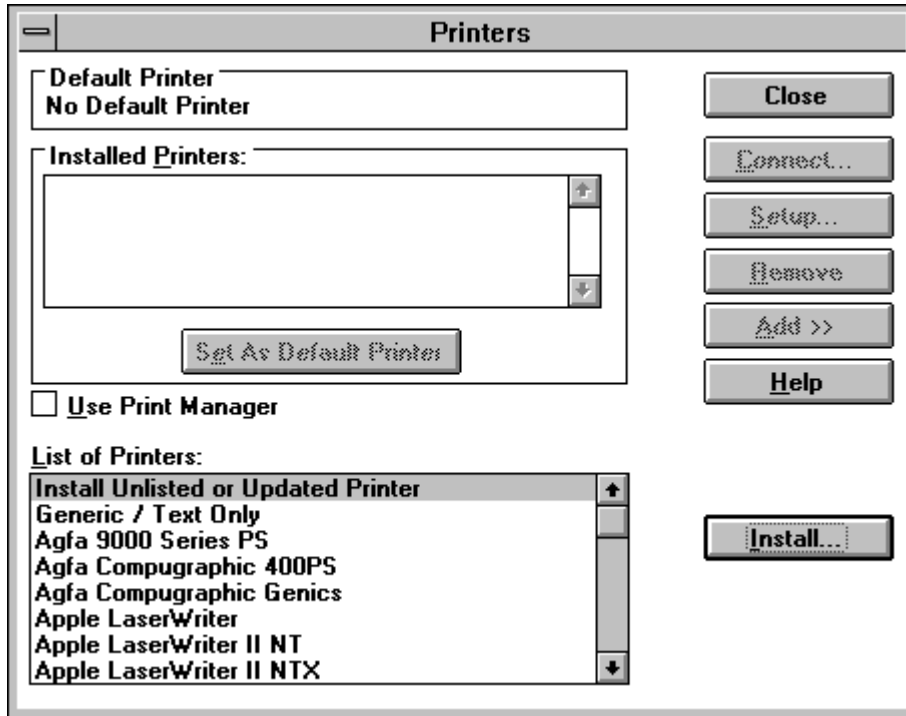 Printers
Default Printer
No Default Printer
Close
Installed Printers:
Connect...
Setup...
Remove
Add >>
Set As Default Printer
Help
Use Print Manager
List of Printers:
Install Unlisted or Updated Printer
Generic / Text Only
Agfa 9000 Series PS
Agfa Compugraphic 400PS
Agfa Compugraphic Genics
Apple LaserWriter
Apple LaserWriter II NT
Apple LaserWriter II NTX
Install...